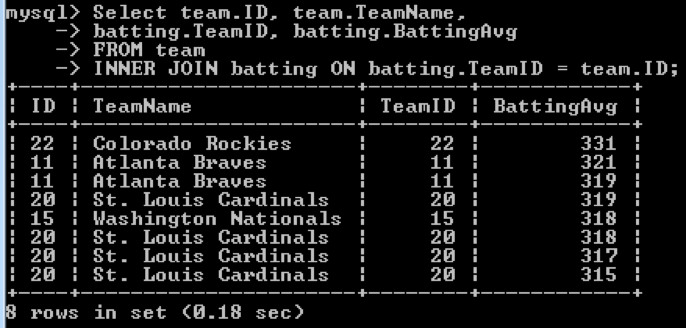 mysql> Select team.ID, team.TeamName,
    -> batting.TeamID, batting.BattingAvg
    -> FROM team
    -> INNER JOIN batting ON batting.TeamID = team.ID;
+----+----------------------+--------+------------+
| ID | TeamName             | TeamID | BattingAvg |
+----+----------------------+--------+------------+
| 22 | Colorado Rockies     |     22 |        331 |
| 11 | Atlanta Braves       |     11 |        321 |
| 11 | Atlanta Braves       |     11 |        319 |
| 20 | St. Louis Cardinals  |     20 |        319 |
| 15 | Washington Nationals |     15 |        318 |
| 20 | St. Louis Cardinals  |     20 |        318 |
| 20 | St. Louis Cardinals  |     20 |        317 |
| 20 | St. Louis Cardinals  |     20 |        315 |
+----+----------------------+--------+------------+
8 rows in set (0.18 sec)